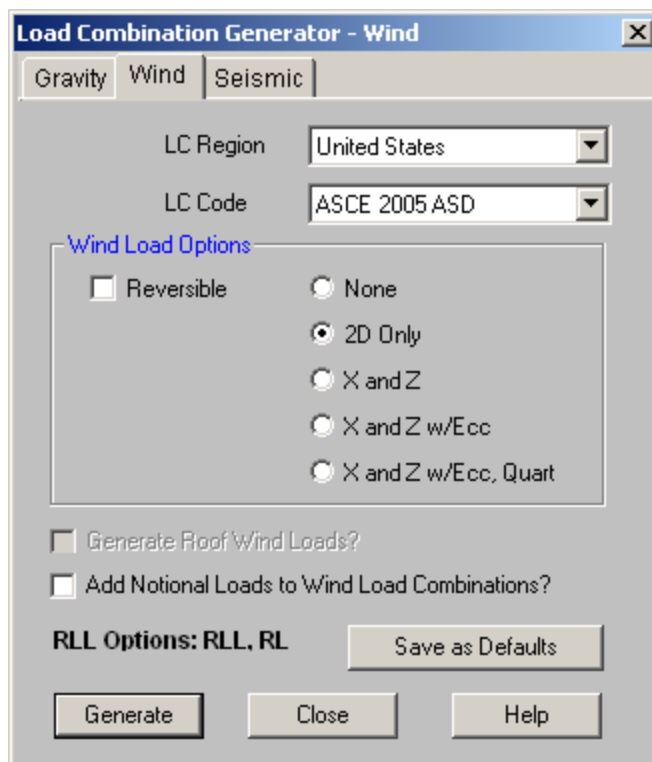 Load Combination Generator - Wind
Gravity Wind Seismic
LC Region United States
LC Code ASCE 2005 ASD
Wind Load Options
Reversible None
2D Only
X and Z
X and Z w/Ecc
X and Z w/Ecc, Quart
Generate Roof Wind Loads?
Add Notional Loads to Wind Load Combinations?
RLL Options: RLL, RL Save as Defaults
Generate Close Help